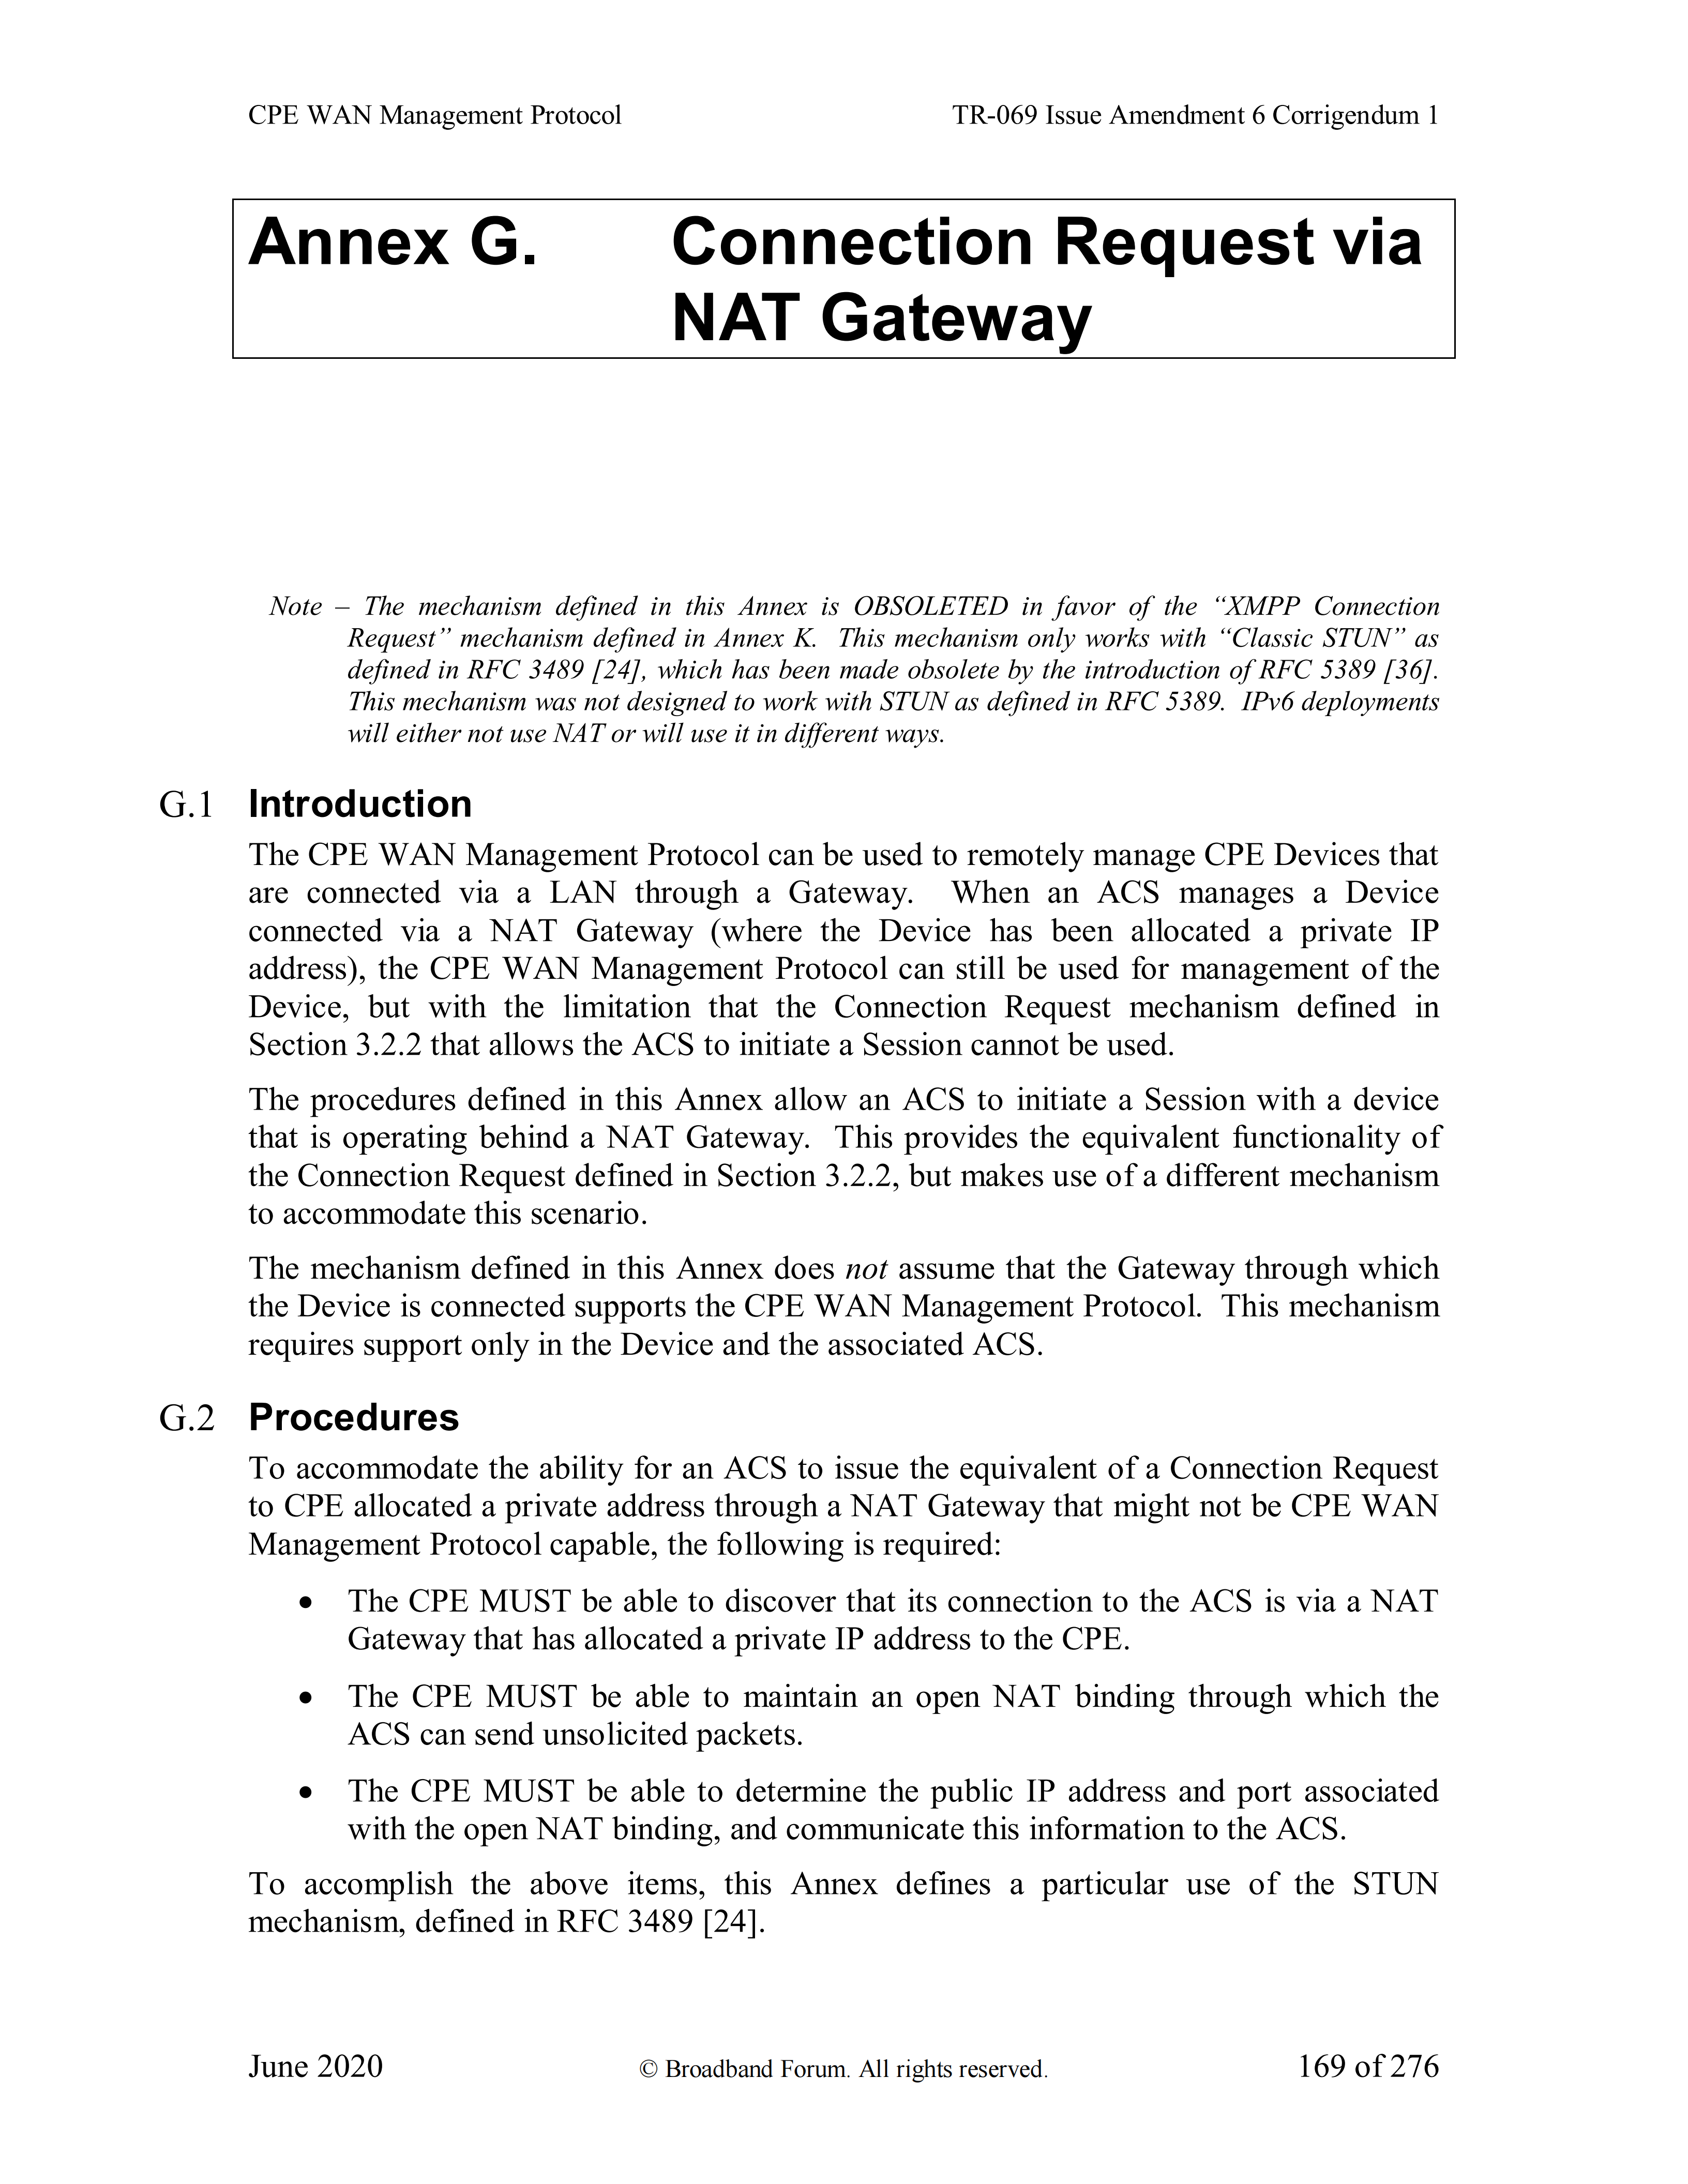 CPE WAN Management Protocol TR-069 Issue Amendment 6 Corrigendum 1
Annex G. Connection Request via
NAT Gateway
Note – The mechanism defined in this Annex is OBSOLETED in favor of the “XMPP Connection
Request” mechanism defined in Annex K. This mechanism only works with “Classic STUN” as
defined in RFC 3489 [24], which has been made obsolete by the introduction of RFC 5389 [36].
This mechanism was not designed to work with STUN as defined in RFC 5389. IPv6 deployments
will either not use NAT or will use it in different ways.
G.1 Introduction
The CPE WAN Management Protocol can be used to remotely manage CPE Devices that
are connected via a LAN through a Gateway. When an ACS manages a Device
connected via a NAT Gateway (where the Device has been allocated a private IP
address), the CPE WAN Management Protocol can still be used for management of the
Device, but with the limitation that the Connection Request mechanism defined in
Section 3.2.2 that allows the ACS to initiate a Session cannot be used.
The procedures defined in this Annex allow an ACS to initiate a Session with a device
that is operating behind a NAT Gateway. This provides the equivalent functionality of
the Connection Request defined in Section 3.2.2, but makes use of a different mechanism
to accommodate this scenario.
The mechanism defined in this Annex does not assume that the Gateway through which
the Device is connected supports the CPE WAN Management Protocol. This mechanism
requires support only in the Device and the associated ACS.
G.2 Procedures
To accommodate the ability for an ACS to issue the equivalent of a Connection Request
to CPE allocated a private address through a NAT Gateway that might not be CPE WAN
Management Protocol capable, the following is required:
• The CPE MUST be able to discover that its connection to the ACS is via a NAT
Gateway that has allocated a private IP address to the CPE.
• The CPE MUST be able to maintain an open NAT binding through which the
ACS can send unsolicited packets.
• The CPE MUST be able to determine the public IP address and port associated
with the open NAT binding, and communicate this information to the ACS.
To accomplish the above items, this Annex defines a particular use of the STUN
mechanism, defined in RFC 3489 [24].
June 2020 © Broadband Forum. All rights reserved. 169 of 276